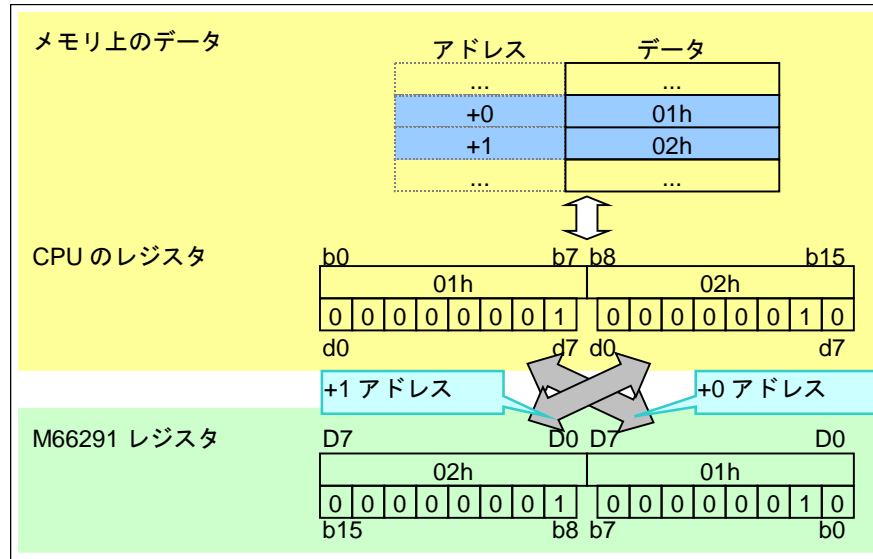 メモリ上のデータ
アドレス データ
... ...
+0 01h
+1 02h
... ...
CPU のレジスタ
b0 b7 b8 b15
01h 02h
0 0 0 0 0 0 0 1 0 0 0 0 0 0 1 0
d0 d7 d0 d7
+1 アドレス +0 アドレス
M66291 レジスタ
D7 D0 D7 D0
02h 01h
0 0 0 0 0 0 0 1 0 0 0 0 0 0 1 0
b15 b8 b7 b0